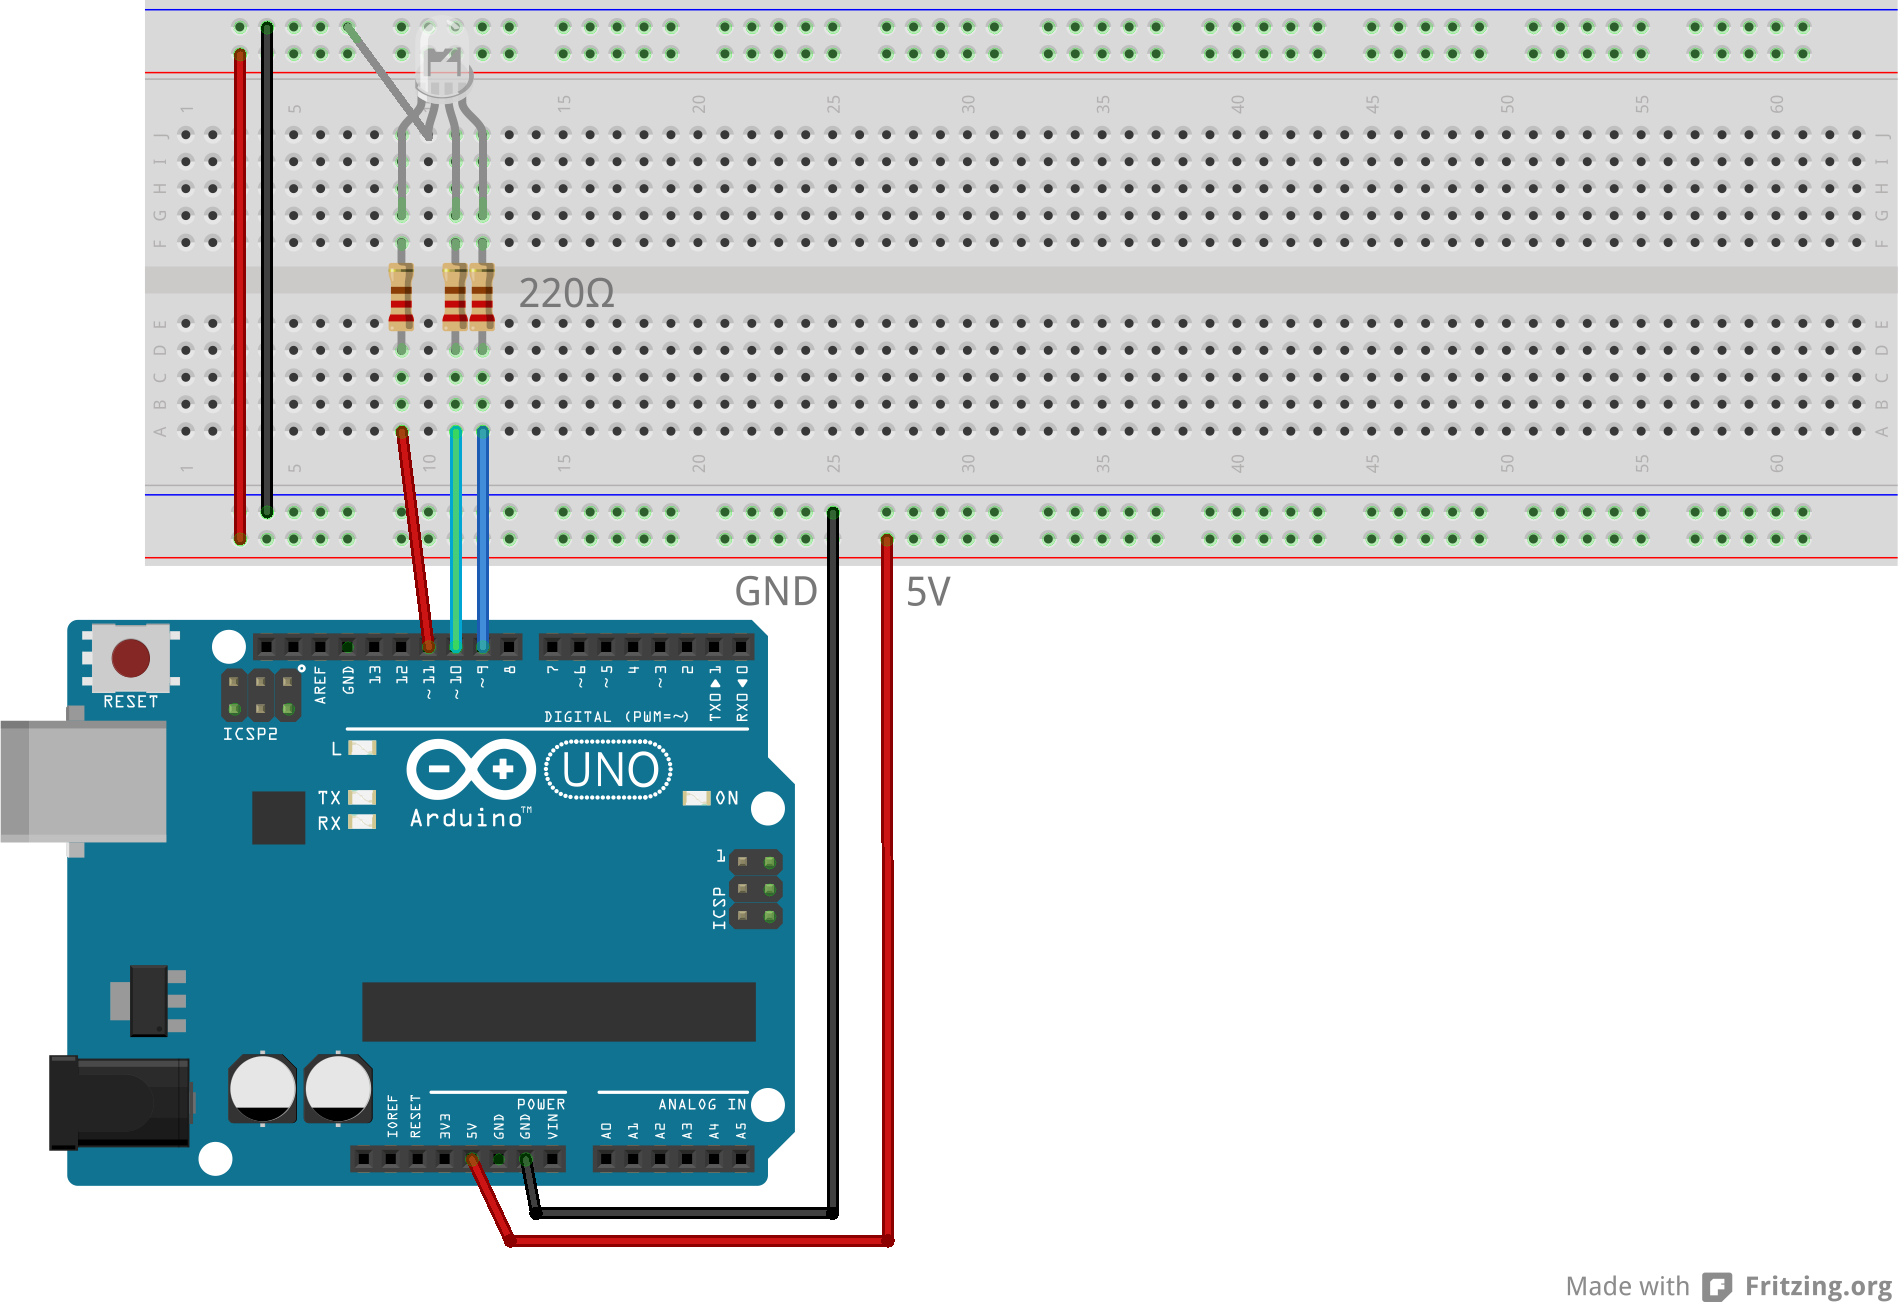 1 5 10 15 20 25 30 35 40 45 50 55 60
J J
I I
H H
G G
F F
220Ω
E E
D D
C C
B B
A A
1 5 10 15 20 25 30 35 40 45 50 55 60
GND 5V
RESET
AREF GND 13 12 ~11 ~10 ~9 8 7 ~6 ~5 4 ~3 2 TX0▶1 RX0◀0
DIGITAL (PWM=~)
ICSP2
L
TX
RX
Arduino™
UNO
ON
1
ICSP
POWER
ANALOG IN
IOREF RESET 3V3 5V GND GND VIN A0 A1 A2 A3 A4 A5
Made with Fritzing.org